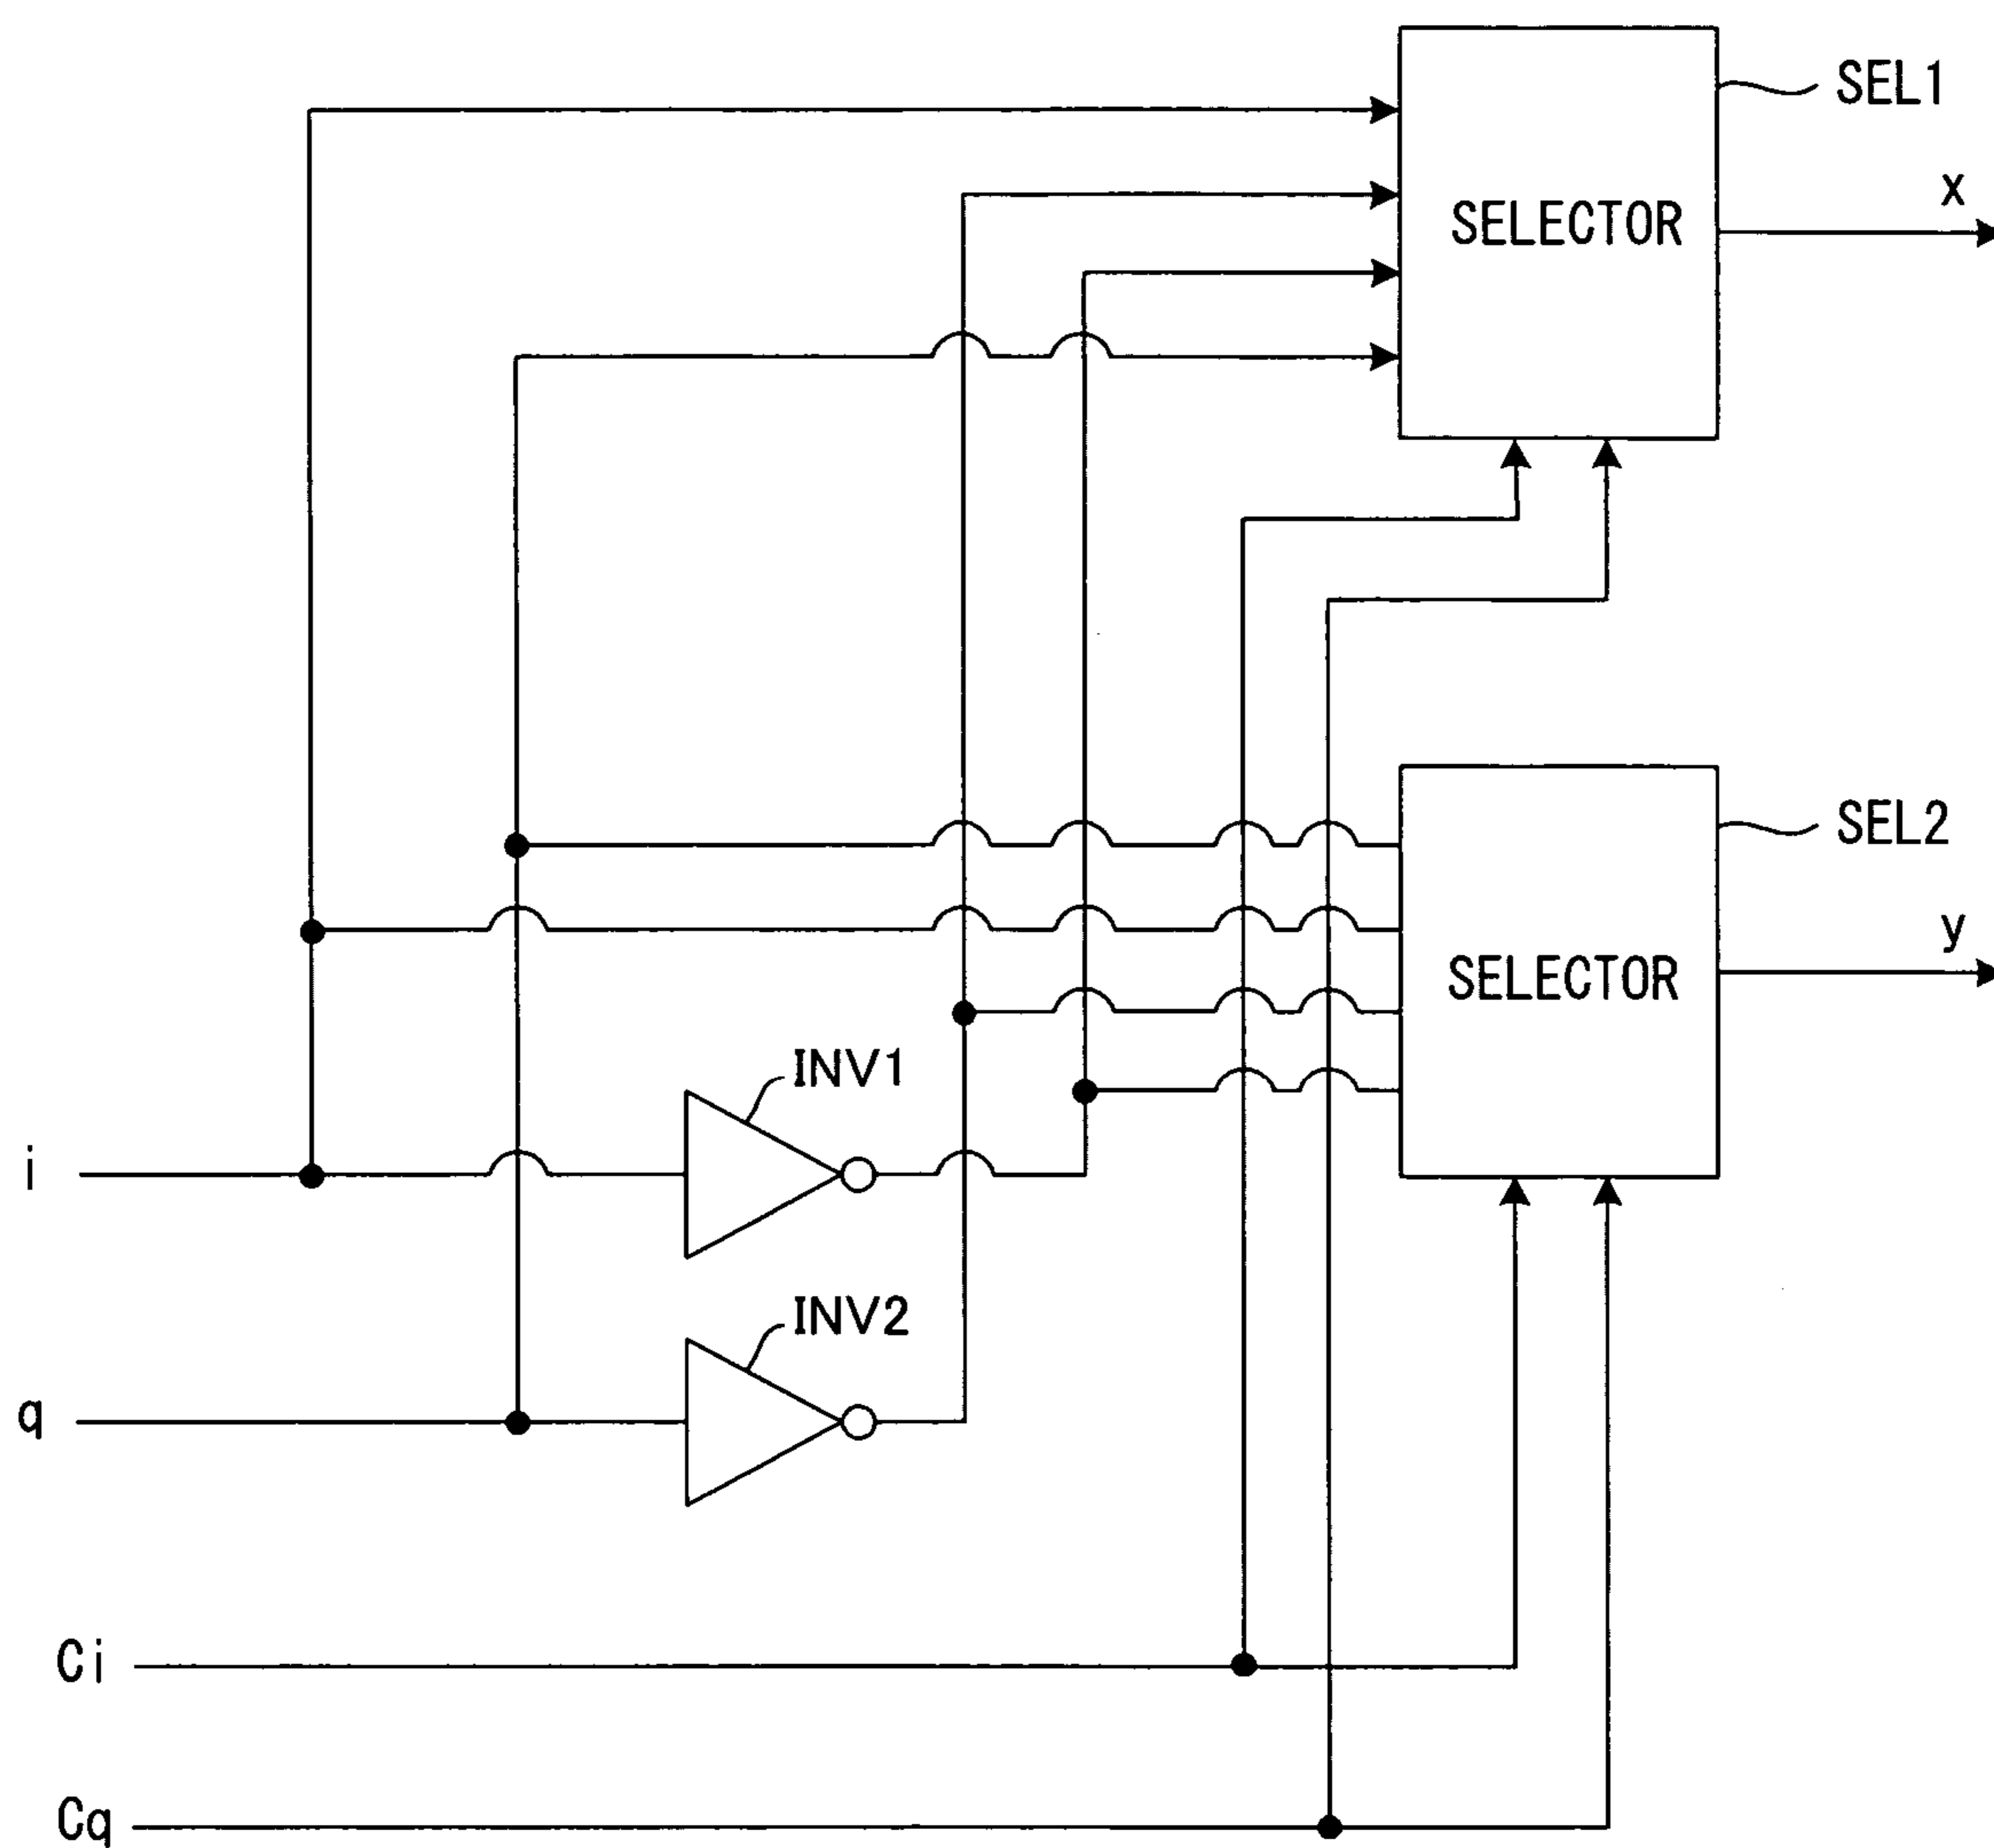 SEL1
x
SELECTOR
SEL2
y
SELECTOR
INV1
i
INV2
q
Ci
Cq